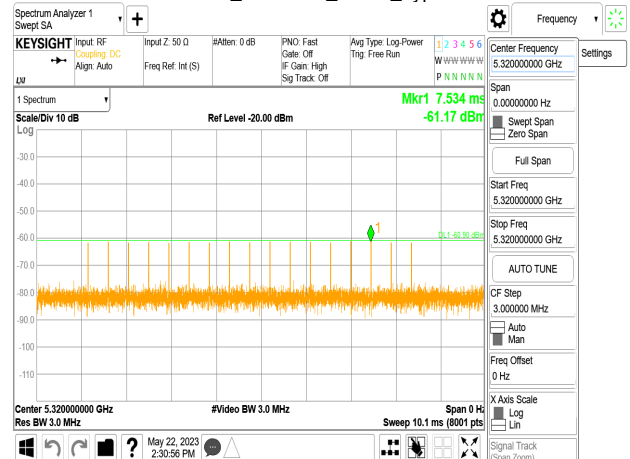 Spectrum Analyzer 1
Swept SA
+
Frequency
Settings
KEYSIGHT
Input: RF
Coupling: DC
Align: Auto
Input Z: 50 Ω
Freq Ref: Int (S)
#Atten: 0 dB
PNO: Fast
Gate: Off
IF Gain: High
Sig Track: Off
Avg Type: Log-Power
Trig: Free Run
1 2 3 4 5 6
W W W W W W
P N N N N N
1 Spectrum
Scale/Div 10 dB
Log
Ref Level -20.00 dBm
Mkr1 7.534 ms
-61.17 dBm
-30.0
-40.0
-50.0
-60.0
-70.0
-80.0
-90.0
-100
-110
1
DL1 -60.90 dBm
Center 5.320000000 GHz
Res BW 3.0 MHz
#Video BW 3.0 MHz
Span 0 Hz
Sweep 10.1 ms (8001 pts)
Center Frequency
5.320000000 GHz
Span
0.00000000 Hz
Swept Span
Zero Span
Full Span
Start Freq
5.320000000 GHz
Stop Freq
5.320000000 GHz
AUTO TUNE
CF Step
3.000000 MHz
Auto
Man
Freq Offset
0 Hz
X Axis Scale
Log
Lin
Signal Track
(Span Zoom)
?
May 22, 2023
2:30:56 PM